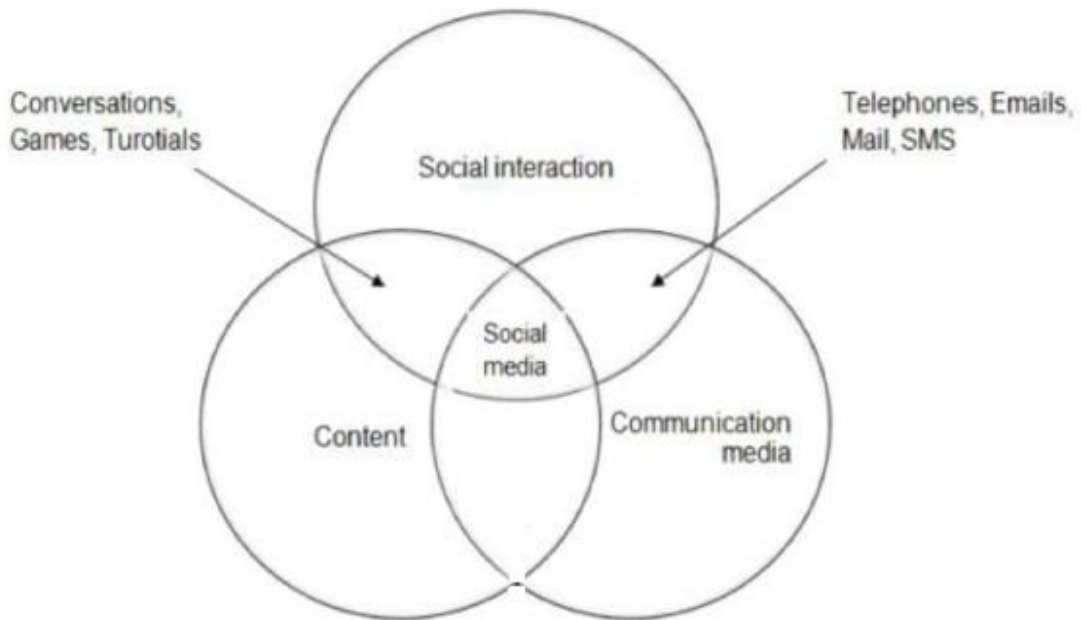 Conversations,
Games, Turotials
Telephones, Emails,
Mail, SMS
Social interaction
Social
media
Content
Communication
media